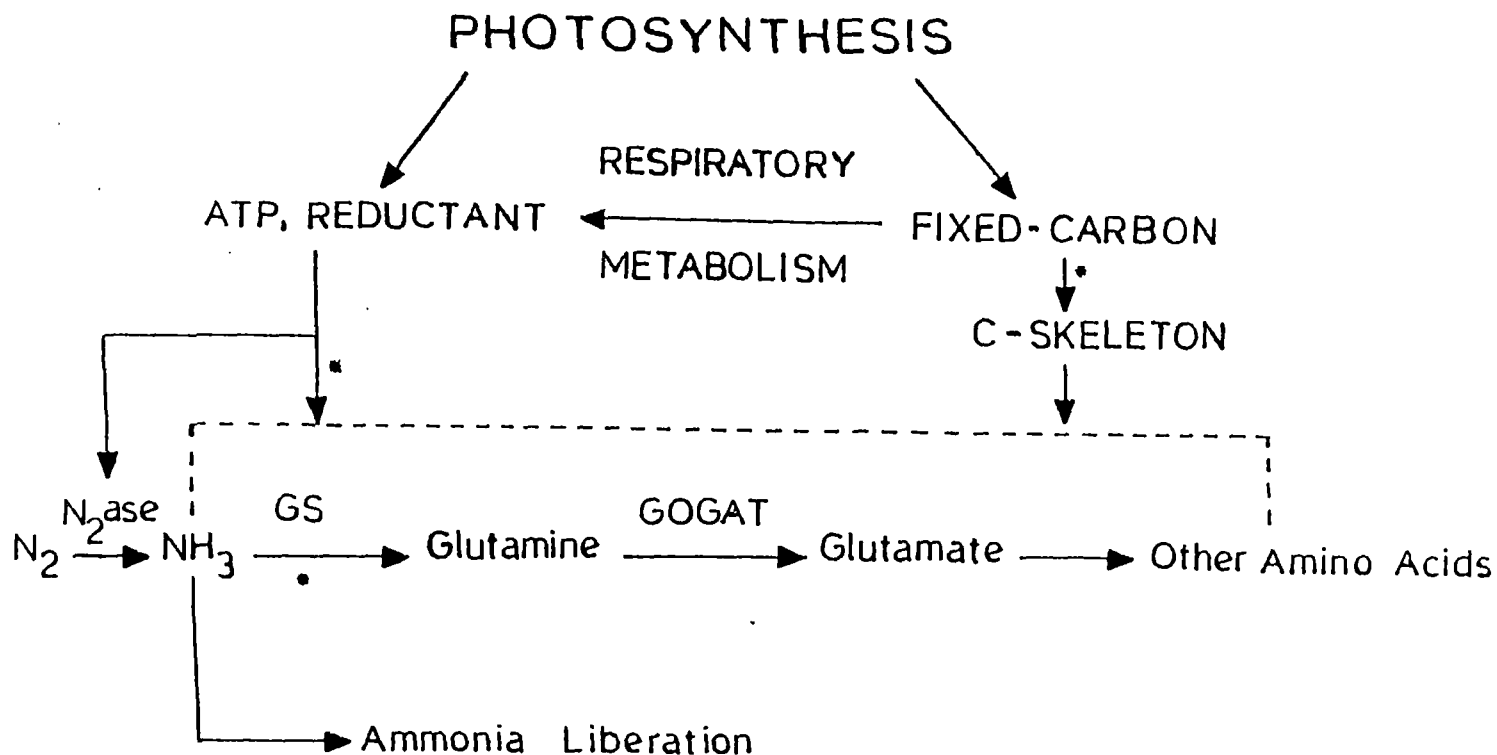 PHOTOSYNTHESIS
RESPIRATORY
ATP, REDUCTANT
FIXED-CARBON
METABOLISM
C-SKELETON
N2ase
GS
GOGAT
N2
NH3
Glutamine
Glutamate
Other Amino Acids
Ammonia Liberation